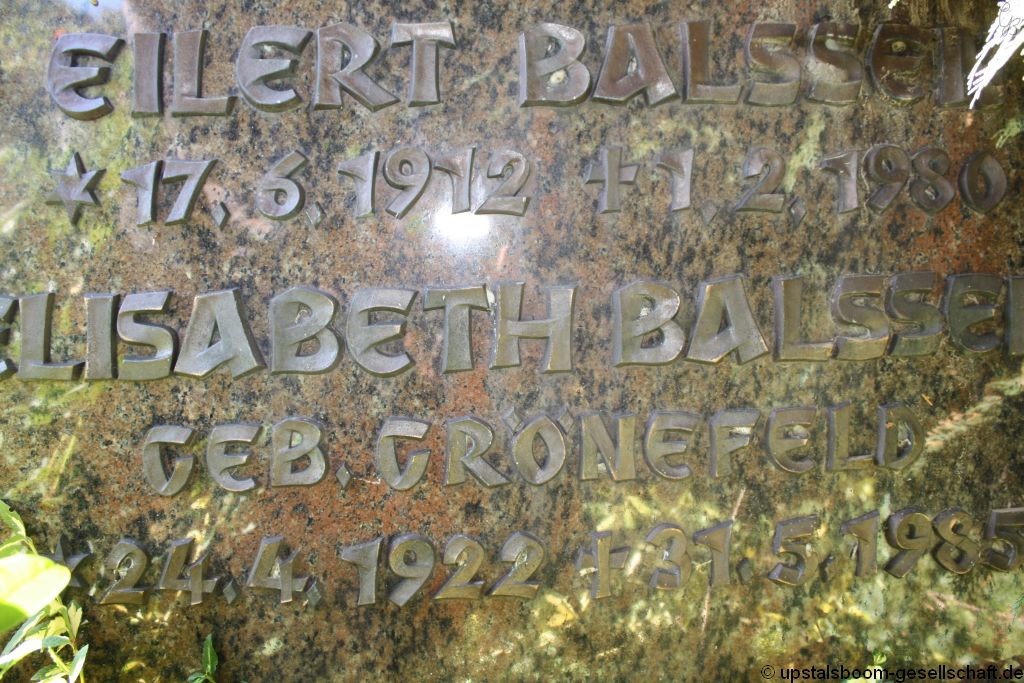 EILERT BALSSE
* 17.6.1912 † 1.2.1980
ELISABETH BALSSE
GEB. GRÖNEFELD
* 24.4.1922 † 31.5.1985
© upstalsboom-gesellschaft.de